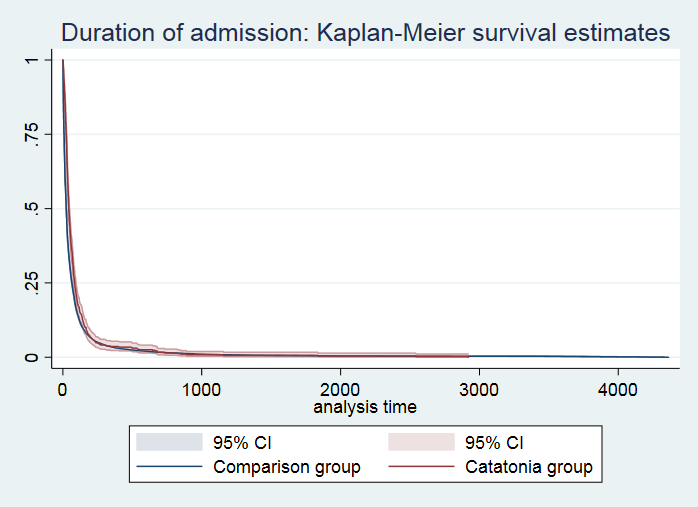 Duration of admission: Kaplan-Meier survival estimates
1
.75
.5
.25
0
0 1000 2000 3000 4000
analysis time
95% CI 95% CI
Comparison group Catatonia group